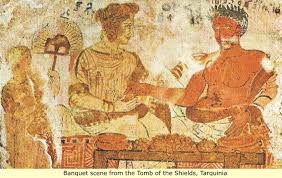 Banquet scene from the Tomb of the Shields, Tarquinia